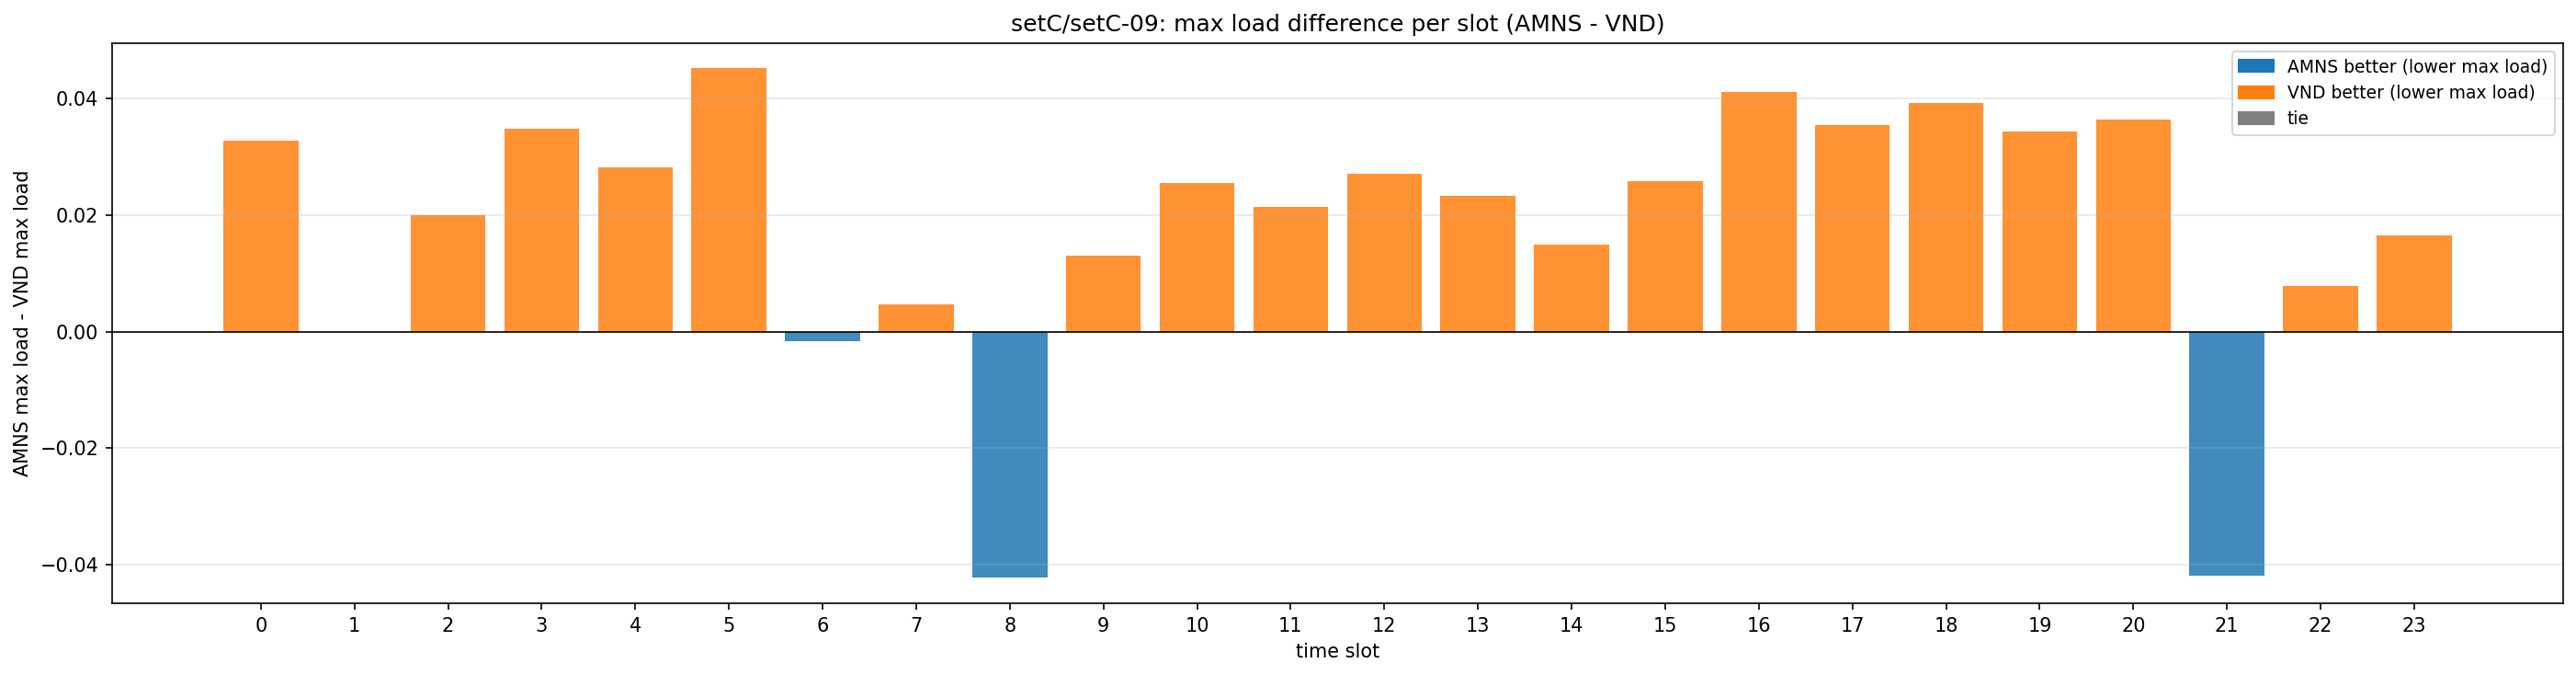 setC/setC-09: max load difference per slot (AMNS - VND)
AMNS max load - VND max load
0.04
0.02
0.00
−0.02
−0.04
AMNS better (lower max load)
VND better (lower max load)
tie
0 1 2 3 4 5 6 7 8 9 10 11 12 13 14 15 16 17 18 19 20 21 22 23
time slot